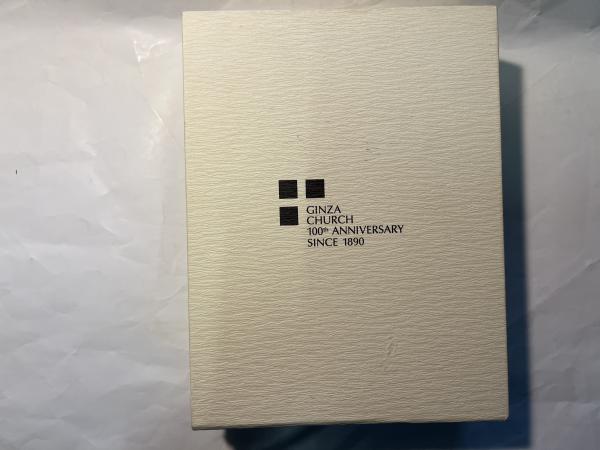 GINZA
CHURCH
100th ANNIVERSARY
SINCE 1890